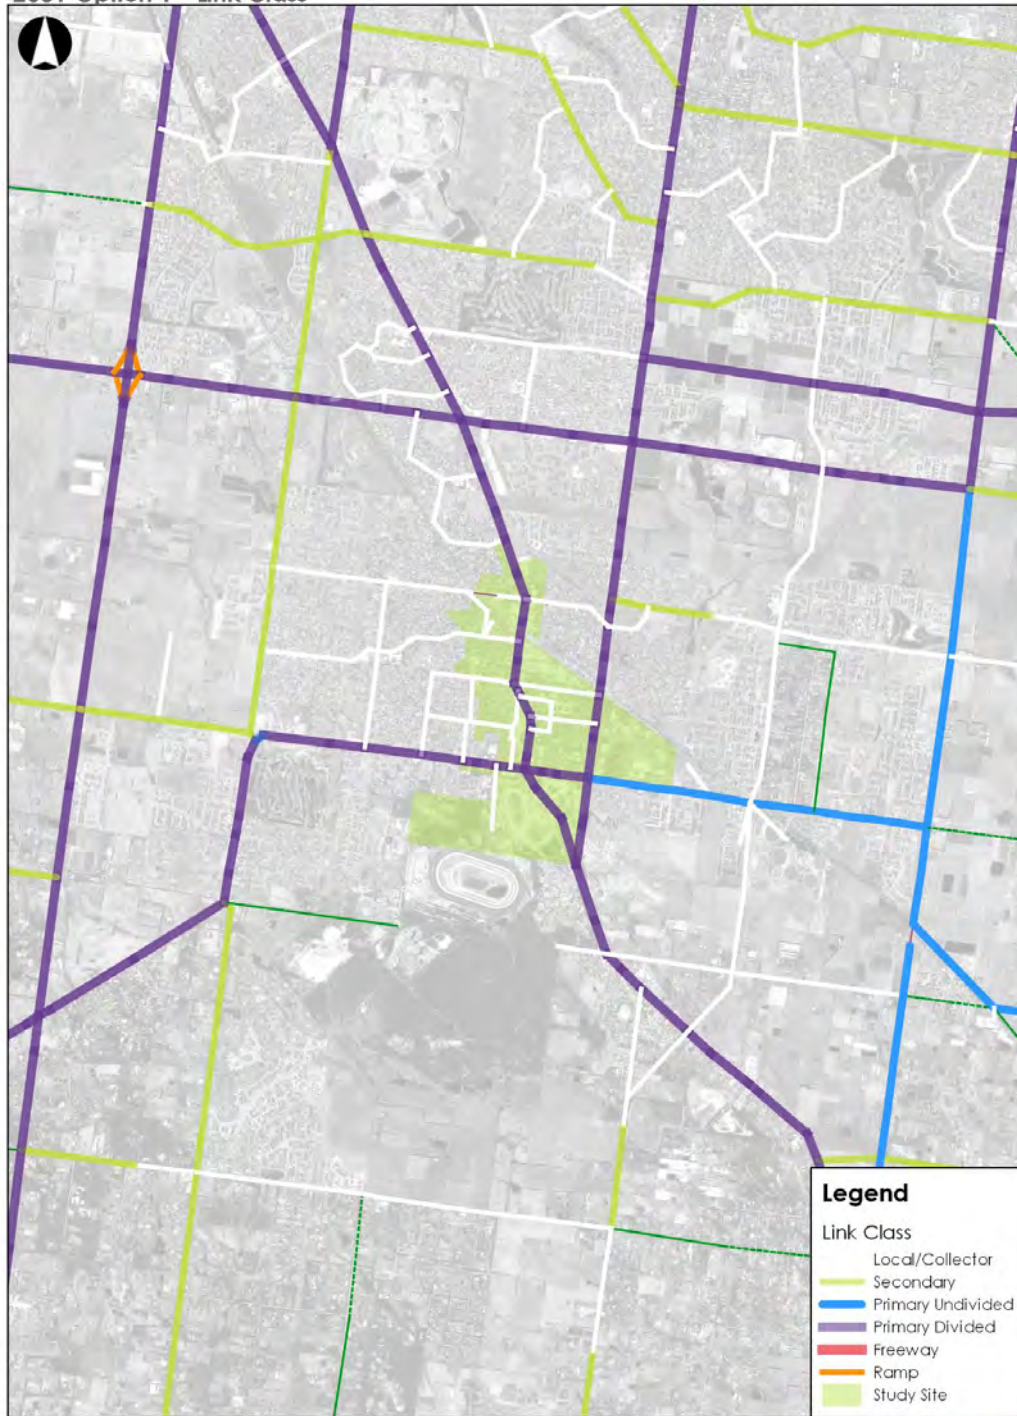 Legend
Link Class
Local/Collector
Secondary
Primary Undivided
Primary Divided
Freeway
Ramp
Study Site